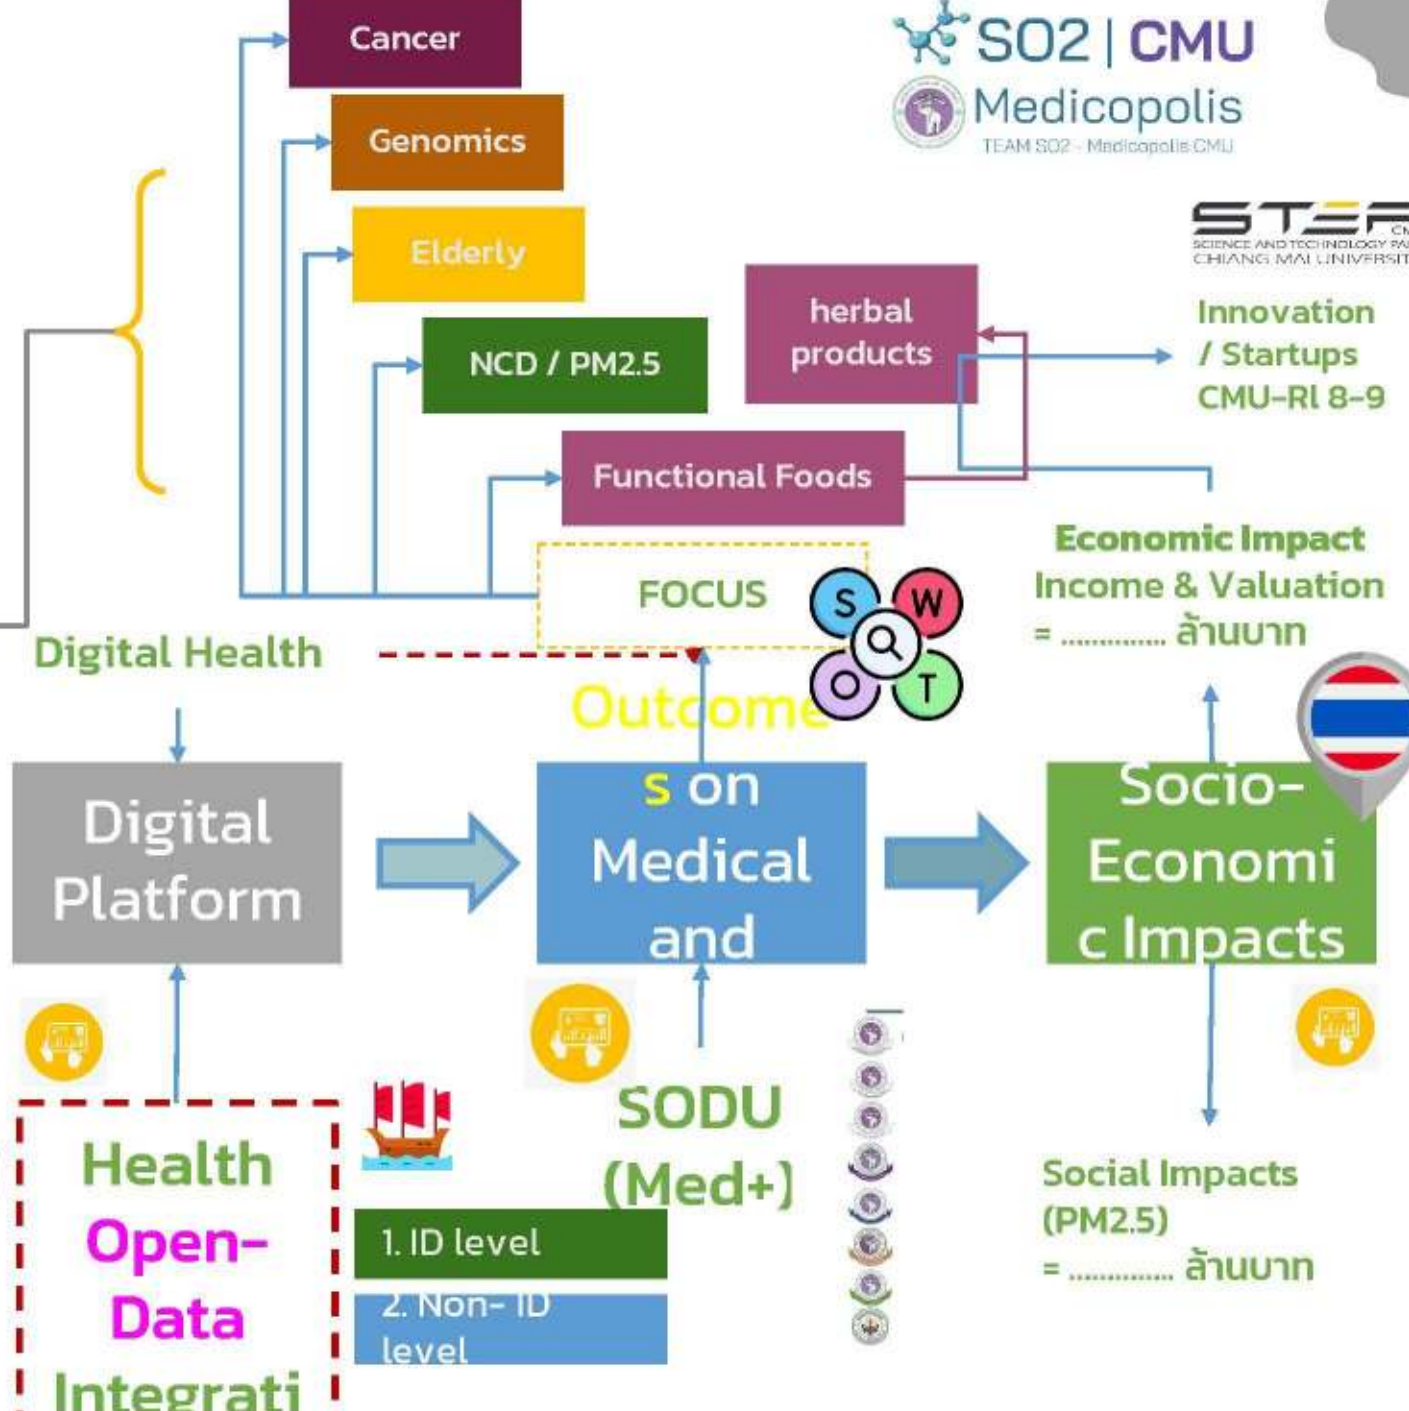 Cancer
SO2 | CMU
Medicopolis
TEAM SO2 - Medicopolis CMU
Genomics
Elderly
STEP
SCIENCE AND TECHNOLOGY
CHIANG MAI UNIVERSIT
herbal
products
Innovation
/ Startups
CMU-RI 8-9
NCD / PM2.5
Functional Foods
FOCUS
S
W
O
T
Economic Impact
Income & Valuation
= .............. ล้านบาท
Digital Health
Digital
Platform
Outcome
s on
Medical
and
Socio-
Economi
c Impacts
SODU
(Med+)
Health
Open-
Data
Integrati
1. ID level
2. Non- ID
level
Social Impacts
(PM2.5)
= .............. ล้านบาท